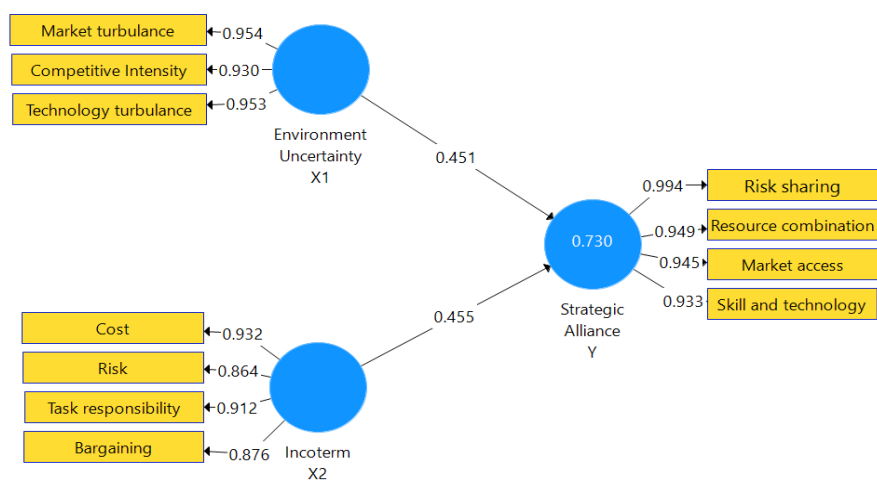 Market turbulance
0.954
Competitive Intensity
0.930
Technology turbulance
0.953
Environment
Uncertainty
X1
0.451
0.994
Risk sharing
0.949
Resource combination
0.730
0.945
Market access
0.933
Skill and technology
Strategic
Alliance
Y
0.455
Cost
0.932
Risk
0.864
Task responsibility
0.912
Bargaining
0.876
Incoterm
X2